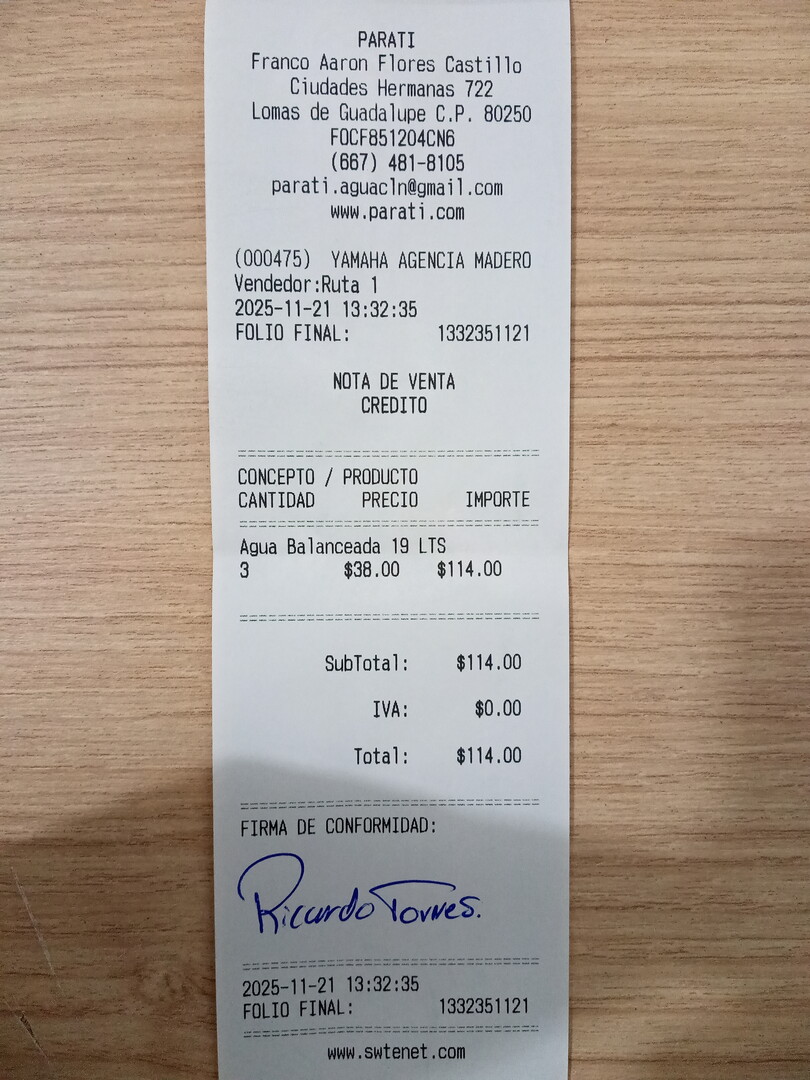 PARATI
Franco Aaron Flores Castillo
Ciudades Hermanas 722
Lomas de Guadalupe C.P. 80250
FOCF851204CN6
(667) 481-8105
parati.aguacln@gmail.com
www.parati.com
(000475) YAMAHA AGENCIA MADERO
Vendedor:Ruta 1
2025-11-21 13:32:35
FOLIO FINAL: 1332351121
NOTA DE VENTA
CREDITO
CONCEPTO / PRODUCTO
CANTIDAD PRECIO IMPORTE
Agua Balanceada 19 LTS
3 $38.00 $114.00
SubTotal: $114.00
IVA: $0.00
Total: $114.00
FIRMA DE CONFORMIDAD:
Ricardo Torres.
2025-11-21 13:32:35
FOLIO FINAL: 1332351121
www.swtenet.com